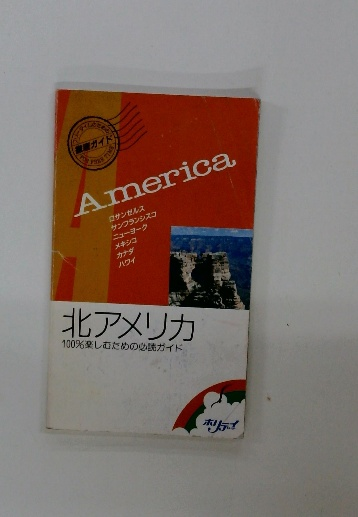 America
ロサンゼルス
サンフランシスコ
ニューヨーク
メキシコ
カナダ
ハワイ
北アメリカ
100%楽しむための必読ガイド
ホリデイ